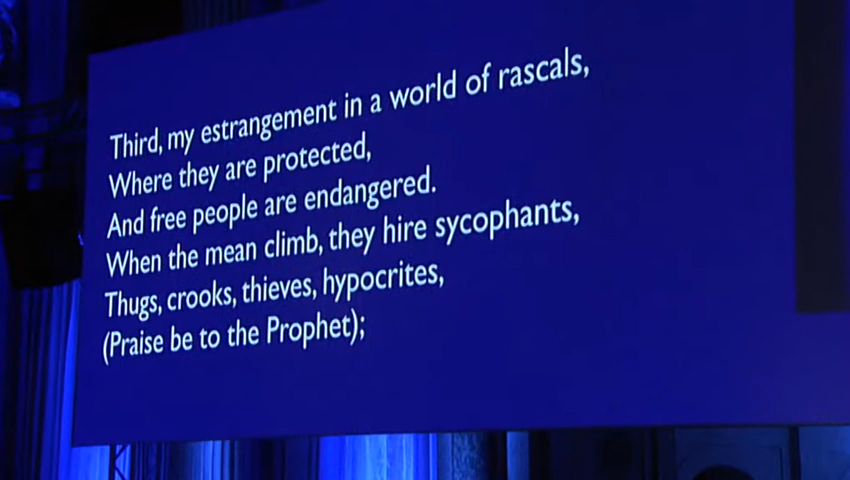 Third, my estrangement in a world of rascals,
Where they are protected,
And free people are endangered.
When the mean climb, they hire sycophants,
Thugs, crooks, thieves, hypocrites,
(Praise be to the Prophet);